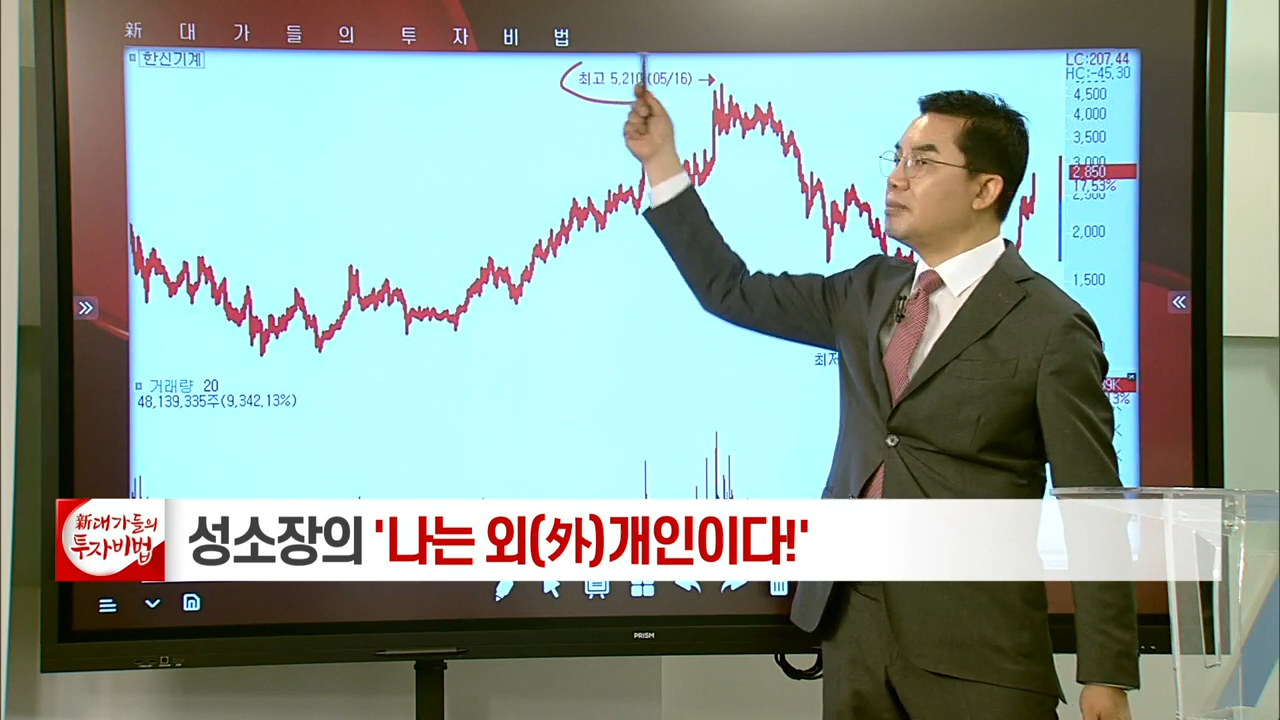 新 대 가 들 의 투 자 비 법
한신기계
최고 5,210 (05/16) →
LC:207.44
HC:-45.30
4,500
4,000
3,500
3,000
2,850
17.53%
2,500
2,000
1,500
최저
거래량 20
48,139,335주(9,342.13%)
新대가들의
투자비법
성소장의 '나는 외(外)개인이다!'
PRISM